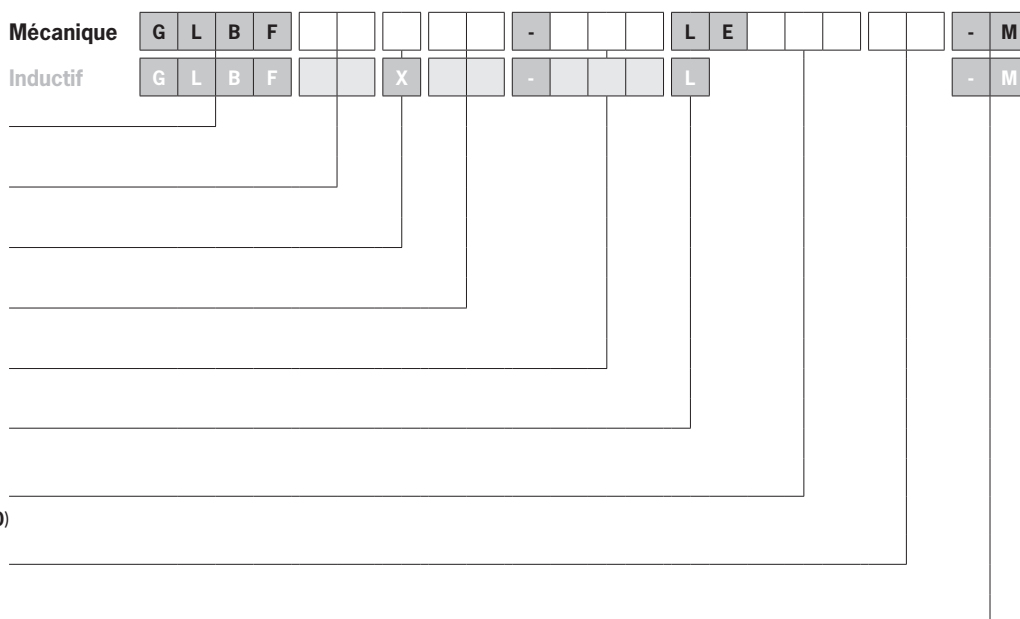 Mécanique G L B F - L E - M
Inductif G L B F X - L - M
0)